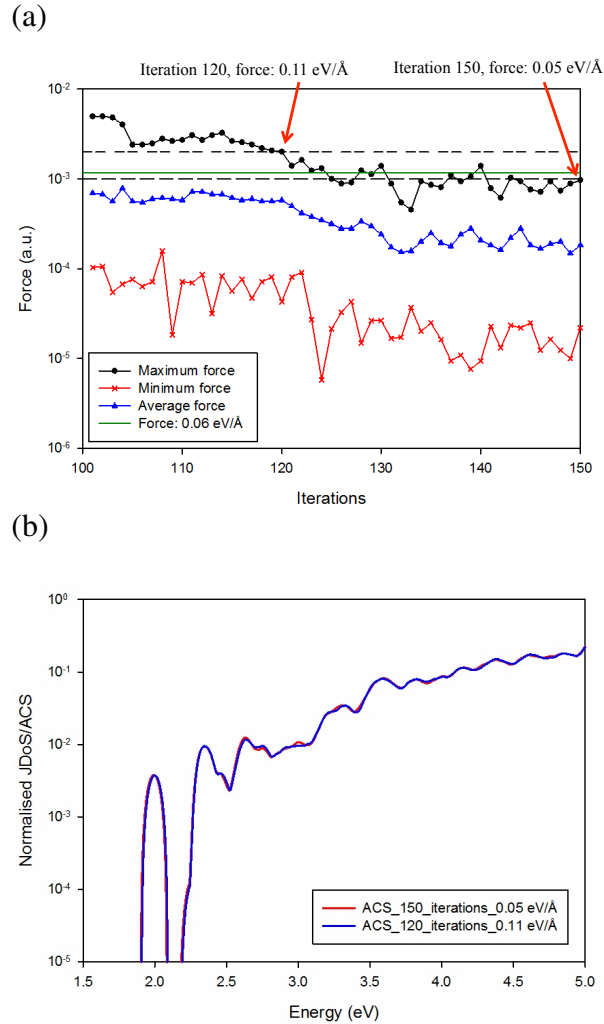 (a)
Iteration 120, force: 0.11 eV/Å
Iteration 150, force: 0.05 eV/Å
10-2
10-3
10-4
10-5
10-6
Force (a.u.)
Maximum force
Minimum force
Average force
Force: 0.06 eV/Å
100 110 120 130 140 150
Iterations
(b)
100
10-1
10-2
10-3
10-4
10-5
Normalised JDoS/ACS
ACS_150_iterations_0.05 eV/Å
ACS_120_iterations_0.11 eV/Å
1.5 2.0 2.5 3.0 3.5 4.0 4.5 5.0
Energy (eV)